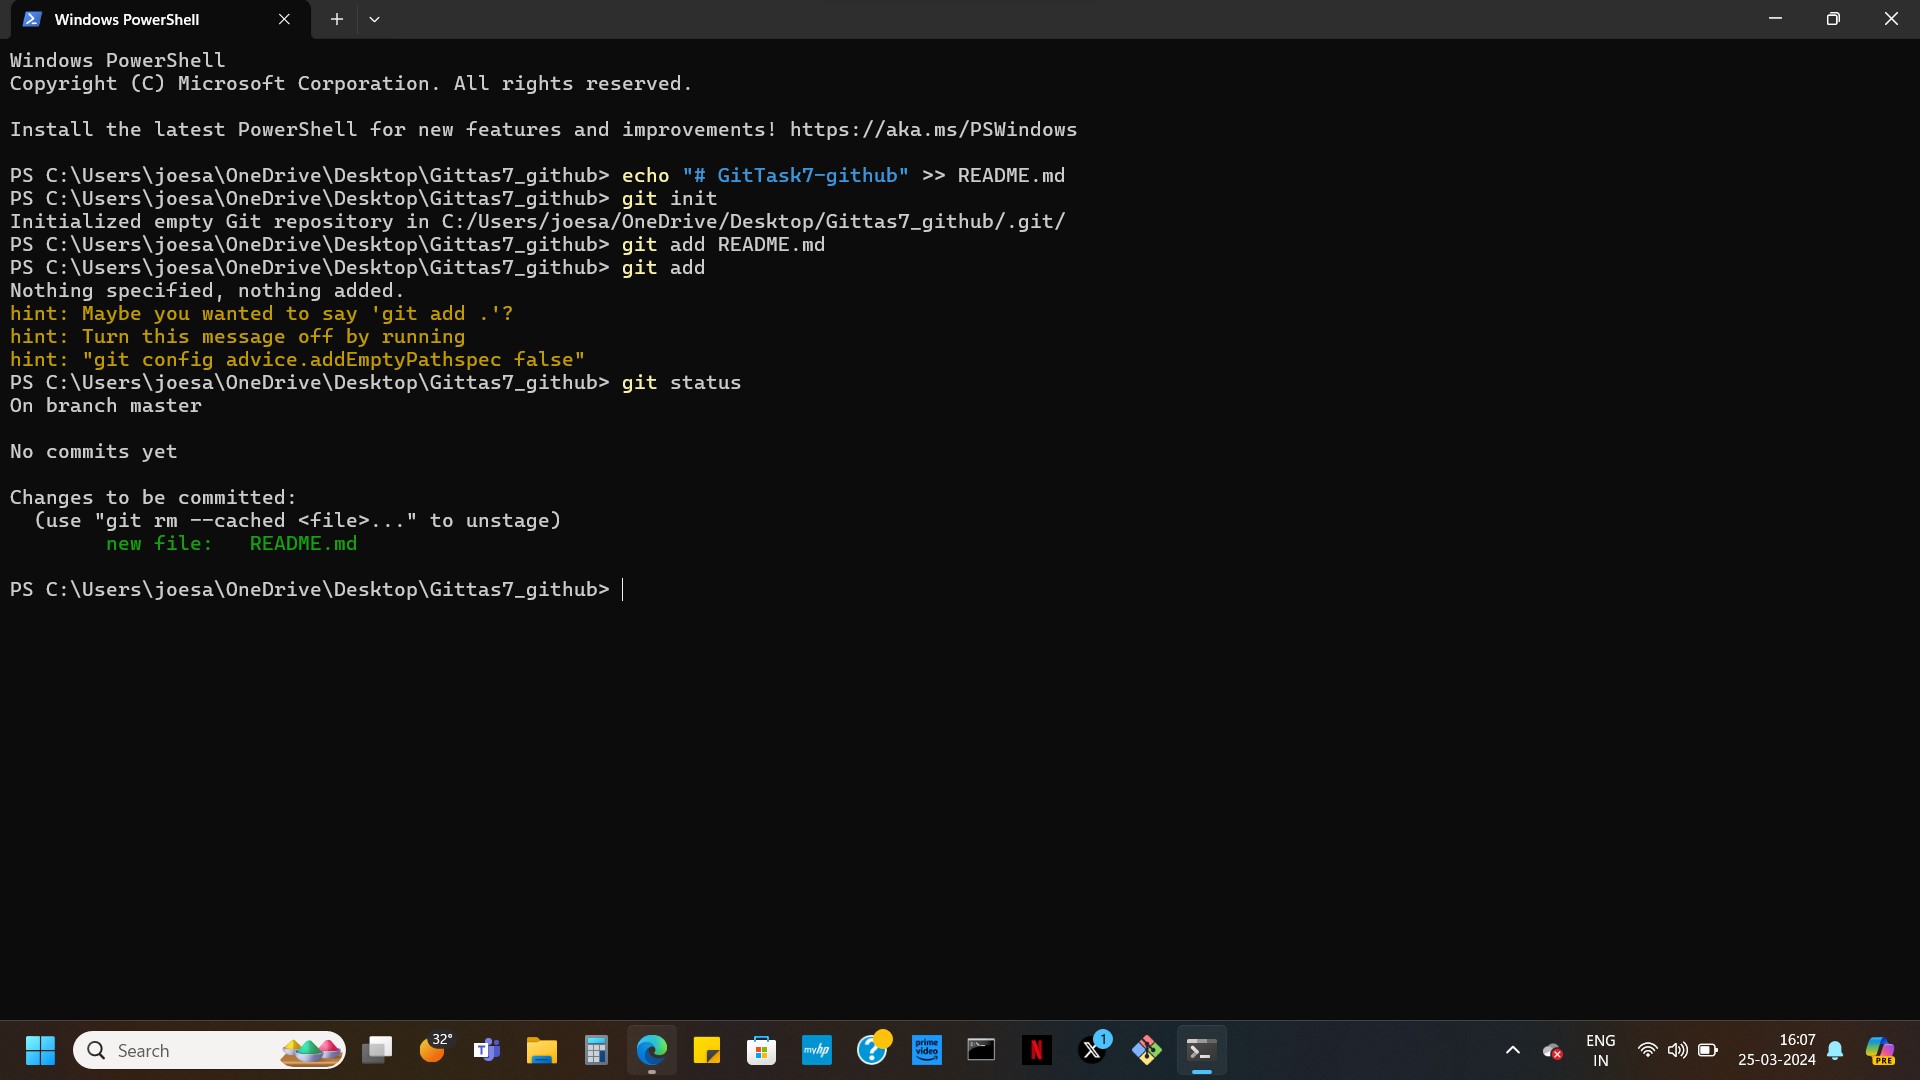 Windows PowerShell
Windows PowerShell
Copyright (C) Microsoft Corporation. All rights reserved.
Install the latest PowerShell for new features and improvements! https://aka.ms/PSWindows
PS C:\Users\joesa\OneDrive\Desktop\Gittas7_github> echo "# GitTask7-github" >> README.md
PS C:\Users\joesa\OneDrive\Desktop\Gittas7_github> git init
Initialized empty Git repository in C:/Users/joesa/OneDrive/Desktop/Gittas7_github/.git/
PS C:\Users\joesa\OneDrive\Desktop\Gittas7_github> git add README.md
PS C:\Users\joesa\OneDrive\Desktop\Gittas7_github> git add
Nothing specified, nothing added.
hint: Maybe you wanted to say 'git add .'?
hint: Turn this message off by running
hint: "git config advice.addEmptyPathspec false"
PS C:\Users\joesa\OneDrive\Desktop\Gittas7_github> git status
On branch master
No commits yet
Changes to be committed:
  (use "git rm --cached <file>..." to unstage)
        new file:   README.md
PS C:\Users\joesa\OneDrive\Desktop\Gittas7_github>
Search
32°
T
myhp
?
prime video
N
X
1
ENG
IN
16:07
25-03-2024
PRE